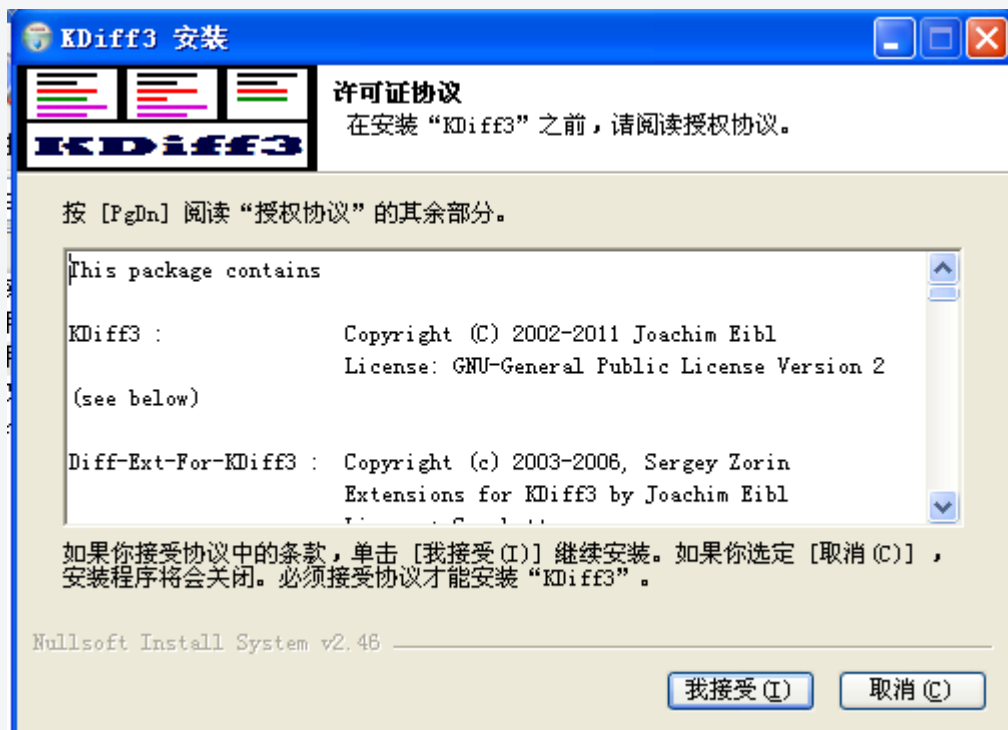 KDiff3 安装
KDiff3
许可证协议
在安装“KDiff3”之前，请阅读授权协议。
按 [PgDn] 阅读“授权协议”的其余部分。
This package contains
KDiff3 : Copyright (C) 2002-2011 Joachim Eibl
License: GNU-General Public License Version 2
(see below)
Diff-Ext-For-KDiff3 : Copyright (c) 2003-2006, Sergey Zorin
Extensions for KDiff3 by Joachim Eibl
如果你接受协议中的条款，单击 [我接受(I)] 继续安装。如果你选定 [取消(C)] ，
安装程序将会关闭。必须接受协议才能安装“KDiff3”。
Nullsoft Install System v2.46
我接受(I)
取消(C)